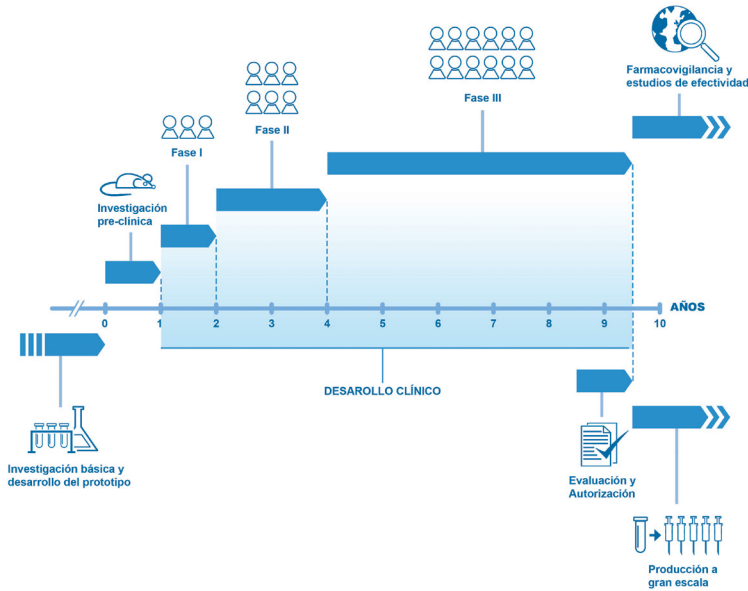 Farmacovigilancia y
estudios de efectividad
Fase III
Fase II
Fase I
Investigación
pre-clínica
0
1
2
3
4
5
6
7
8
9
10
AÑOS
DESAROLLO CLÍNICO
Investigación básica y
desarrollo del prototipo
Evaluación y
Autorización
Producción a
gran escala